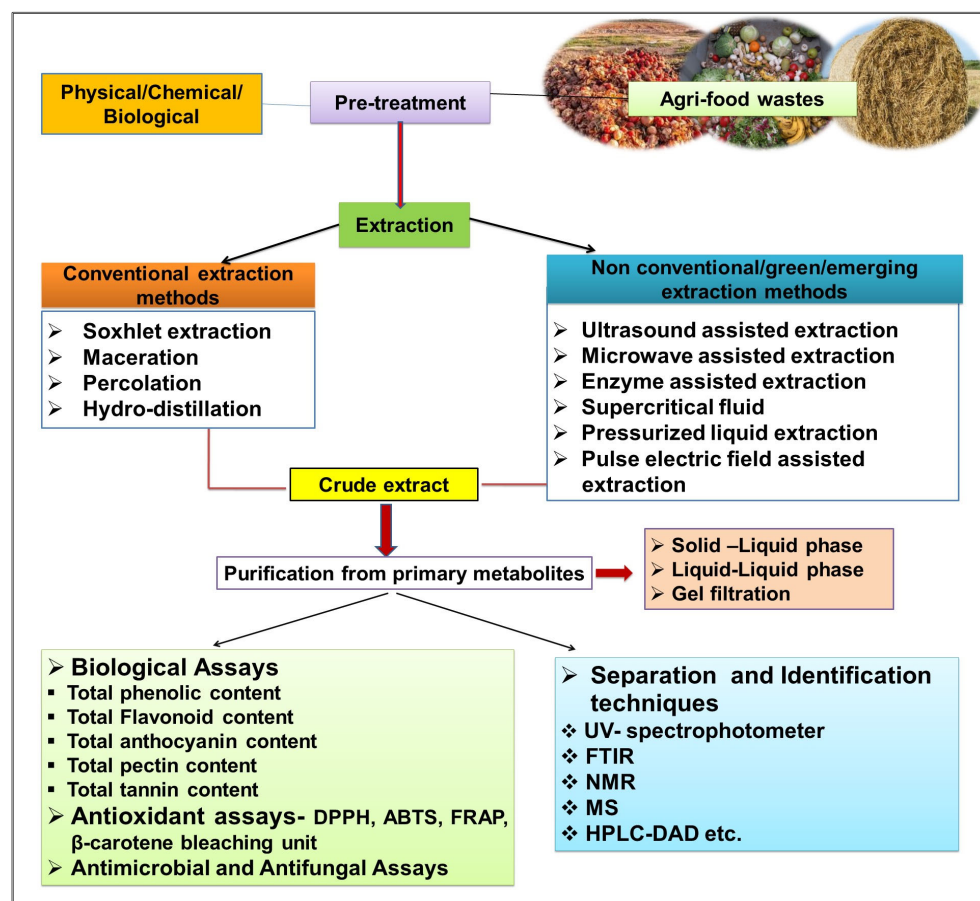 Physical/Chemical/
Biological
Pre-treatment
Agri-food wastes
Extraction
Conventional extraction
methods
➢ Soxhlet extraction
➢ Maceration
➢ Percolation
➢ Hydro-distillation
Non conventional/green/emerging
extraction methods
➢ Ultrasound assisted extraction
➢ Microwave assisted extraction
➢ Enzyme assisted extraction
➢ Supercritical fluid
➢ Pressurized liquid extraction
➢ Pulse electric field assisted
extraction
Crude extract
Purification from primary metabolites
➢ Solid –Liquid phase
➢ Liquid-Liquid phase
➢ Gel filtration
➢ Biological Assays
▪ Total phenolic content
▪ Total Flavonoid content
▪ Total anthocyanin content
▪ Total pectin content
▪ Total tannin content
➢ Antioxidant assays- DPPH, ABTS, FRAP,
β-carotene bleaching unit
➢ Antimicrobial and Antifungal Assays
➢ Separation and Identification
techniques
❖ UV- spectrophotometer
❖ FTIR
❖ NMR
❖ MS
❖ HPLC-DAD etc.